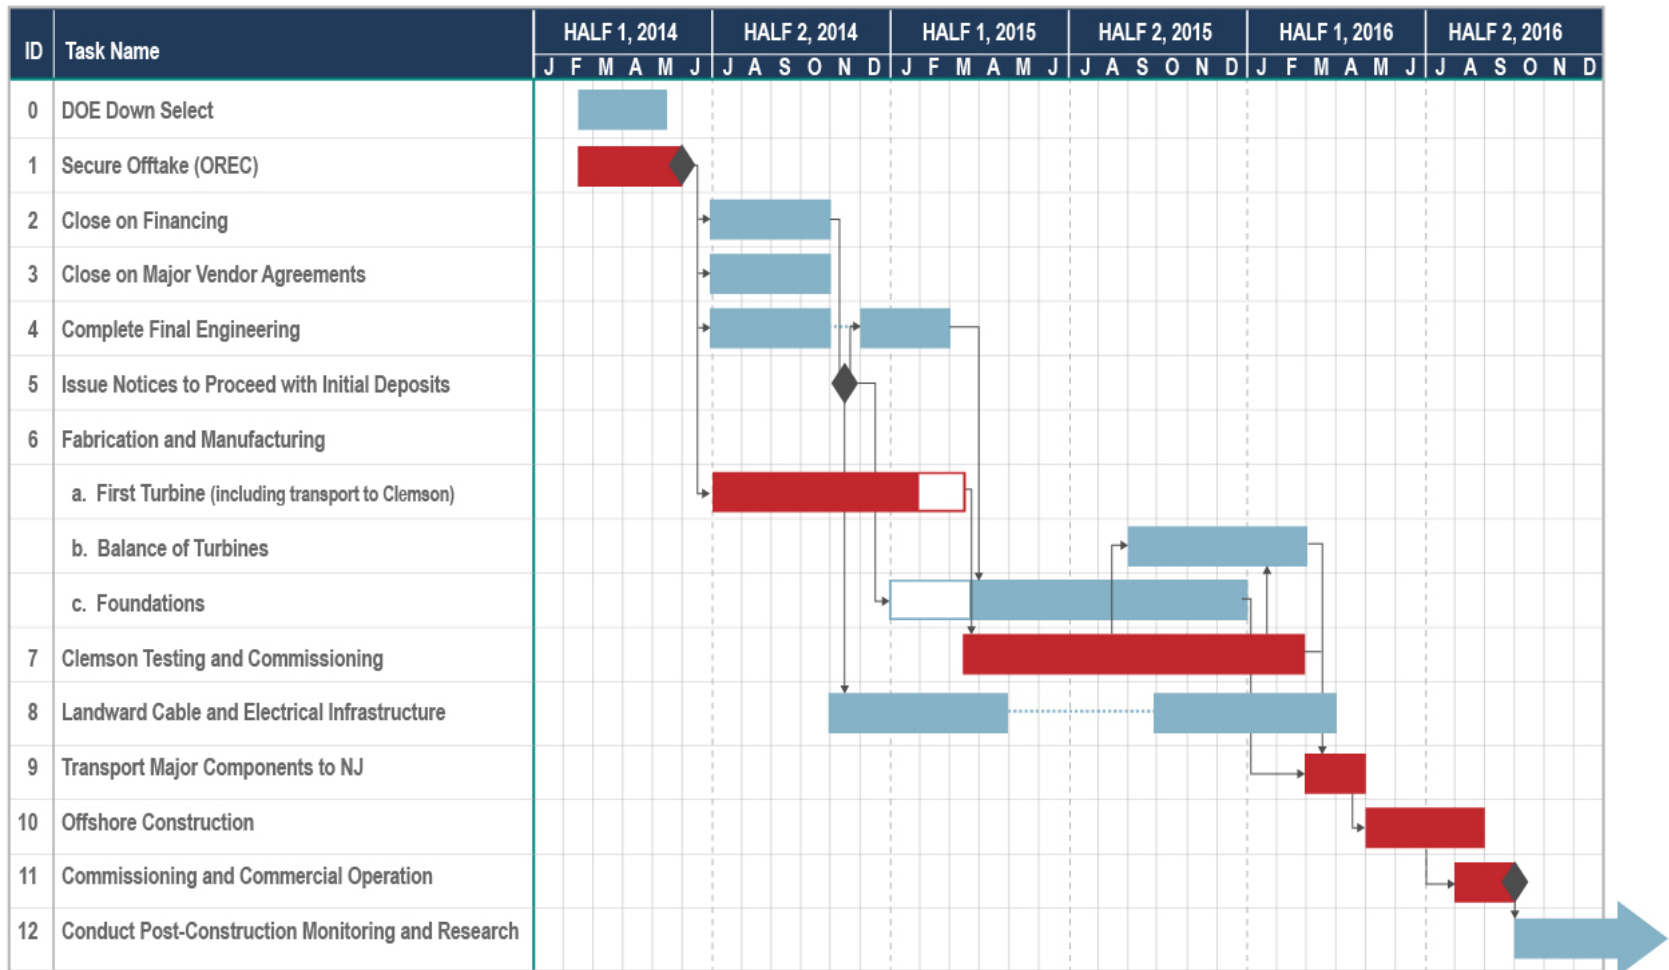 ID Task Name HALF 1, 2014 HALF 2, 2014 HALF 1, 2015 HALF 2, 2015 HALF 1, 2016 HALF 2, 2016
J F M A M J J A S O N D J F M A M J J A S O N D J F M A M J J A S O N D
0 DOE Down Select
1 Secure Offtake (OREC)
2 Close on Financing
3 Close on Major Vendor Agreements
4 Complete Final Engineering
5 Issue Notices to Proceed with Initial Deposits
6 Fabrication and Manufacturing
a. First Turbine (including transport to Clemson)
b. Balance of Turbines
c. Foundations
7 Clemson Testing and Commissioning
8 Landward Cable and Electrical Infrastructure
9 Transport Major Components to NJ
10 Offshore Construction
11 Commissioning and Commercial Operation
12 Conduct Post-Construction Monitoring and Research